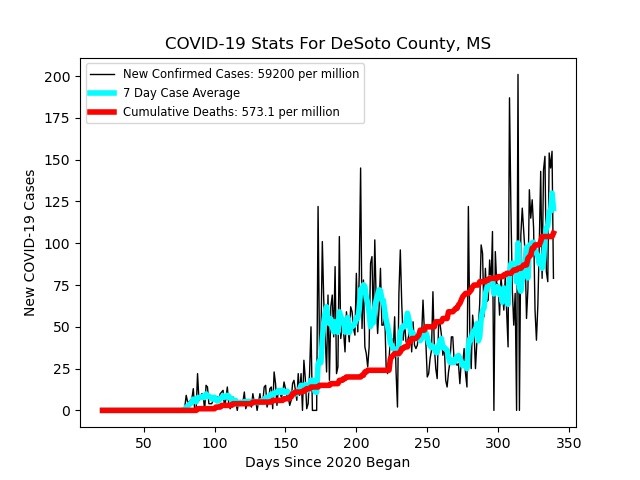 COVID-19 Stats For DeSoto County, MS
New Confirmed Cases: 59200 per million
7 Day Case Average
Cumulative Deaths: 573.1 per million
New COVID-19 Cases
200
175
150
125
100
75
50
25
0
50 100 150 200 250 300 350
Days Since 2020 Began